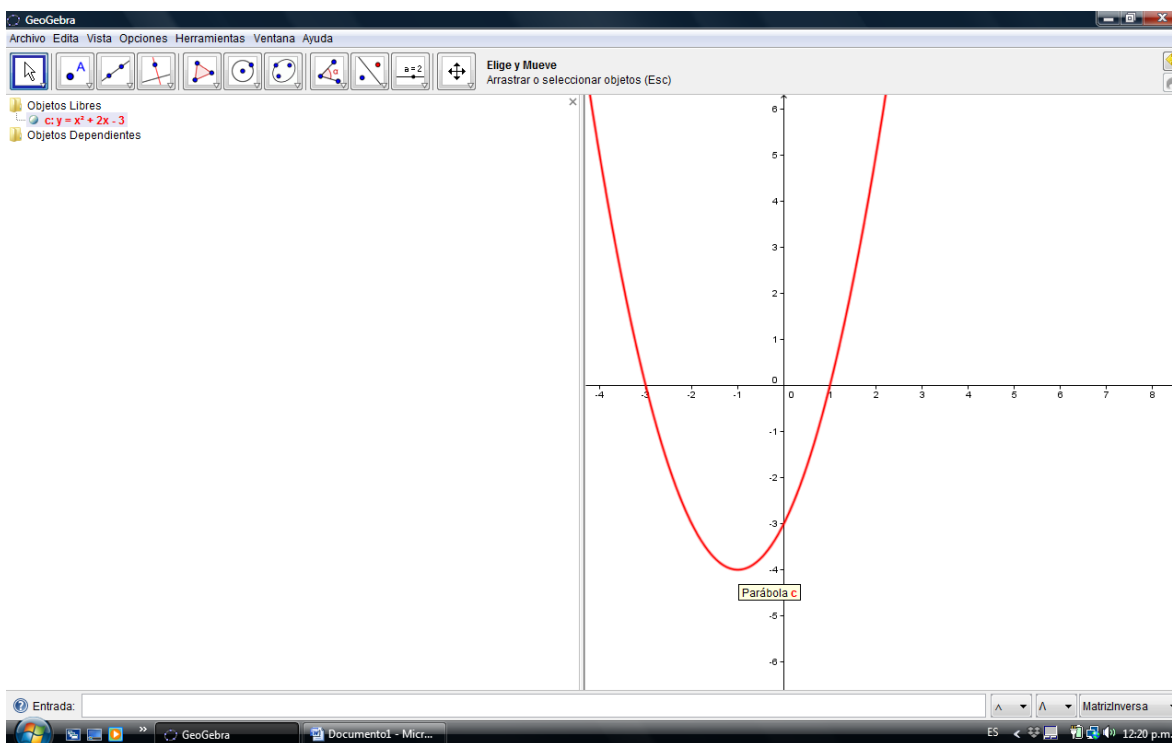 GeoGebra
Archivo Edita Vista Opciones Herramientas Ventana Ayuda
A
α
a=2
Elige y Mueve
Arrastrar o seleccionar objetos (Esc)
Objetos Libres
c: y = x² + 2x - 3
Objetos Dependientes
6
5
4
3
2
1
0
-4 -3 -2 -1 0 1 2 3 4 5 6 7 8
-1
-2
-3
-4
Parábola c
-5
-6
Entrada:
MatrizInversa
GeoGebra
Documento1 - Micr...
ES
12:20 p.m.